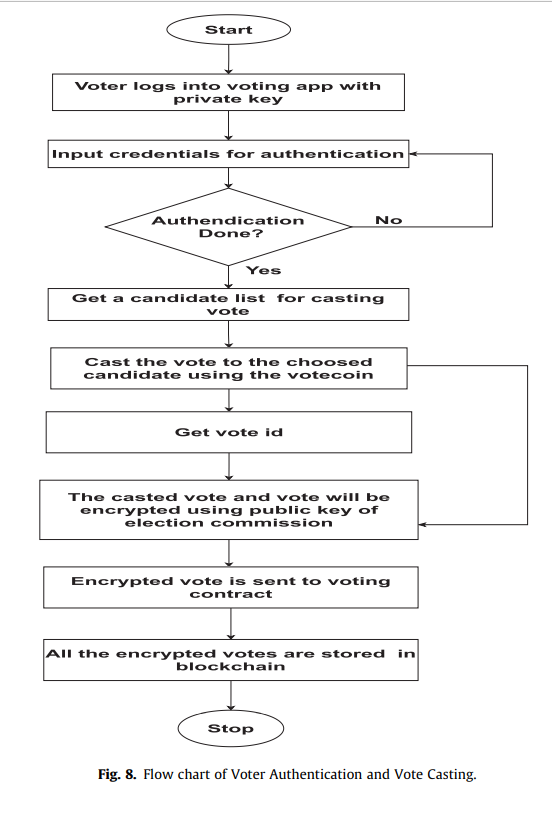 Start
Voter logs into voting app with
private key
Input credentials for authentication
Authendication
Done?
No
Yes
Get a candidate list for casting
vote
Cast the vote to the choosed
candidate using the votecoin
Get vote id
The casted vote and vote will be
encrypted using public key of
election commission
Encrypted vote is sent to voting
contract
All the encrypted votes are stored in
blockchain
Stop
Fig. 8. Flow chart of Voter Authentication and Vote Casting.